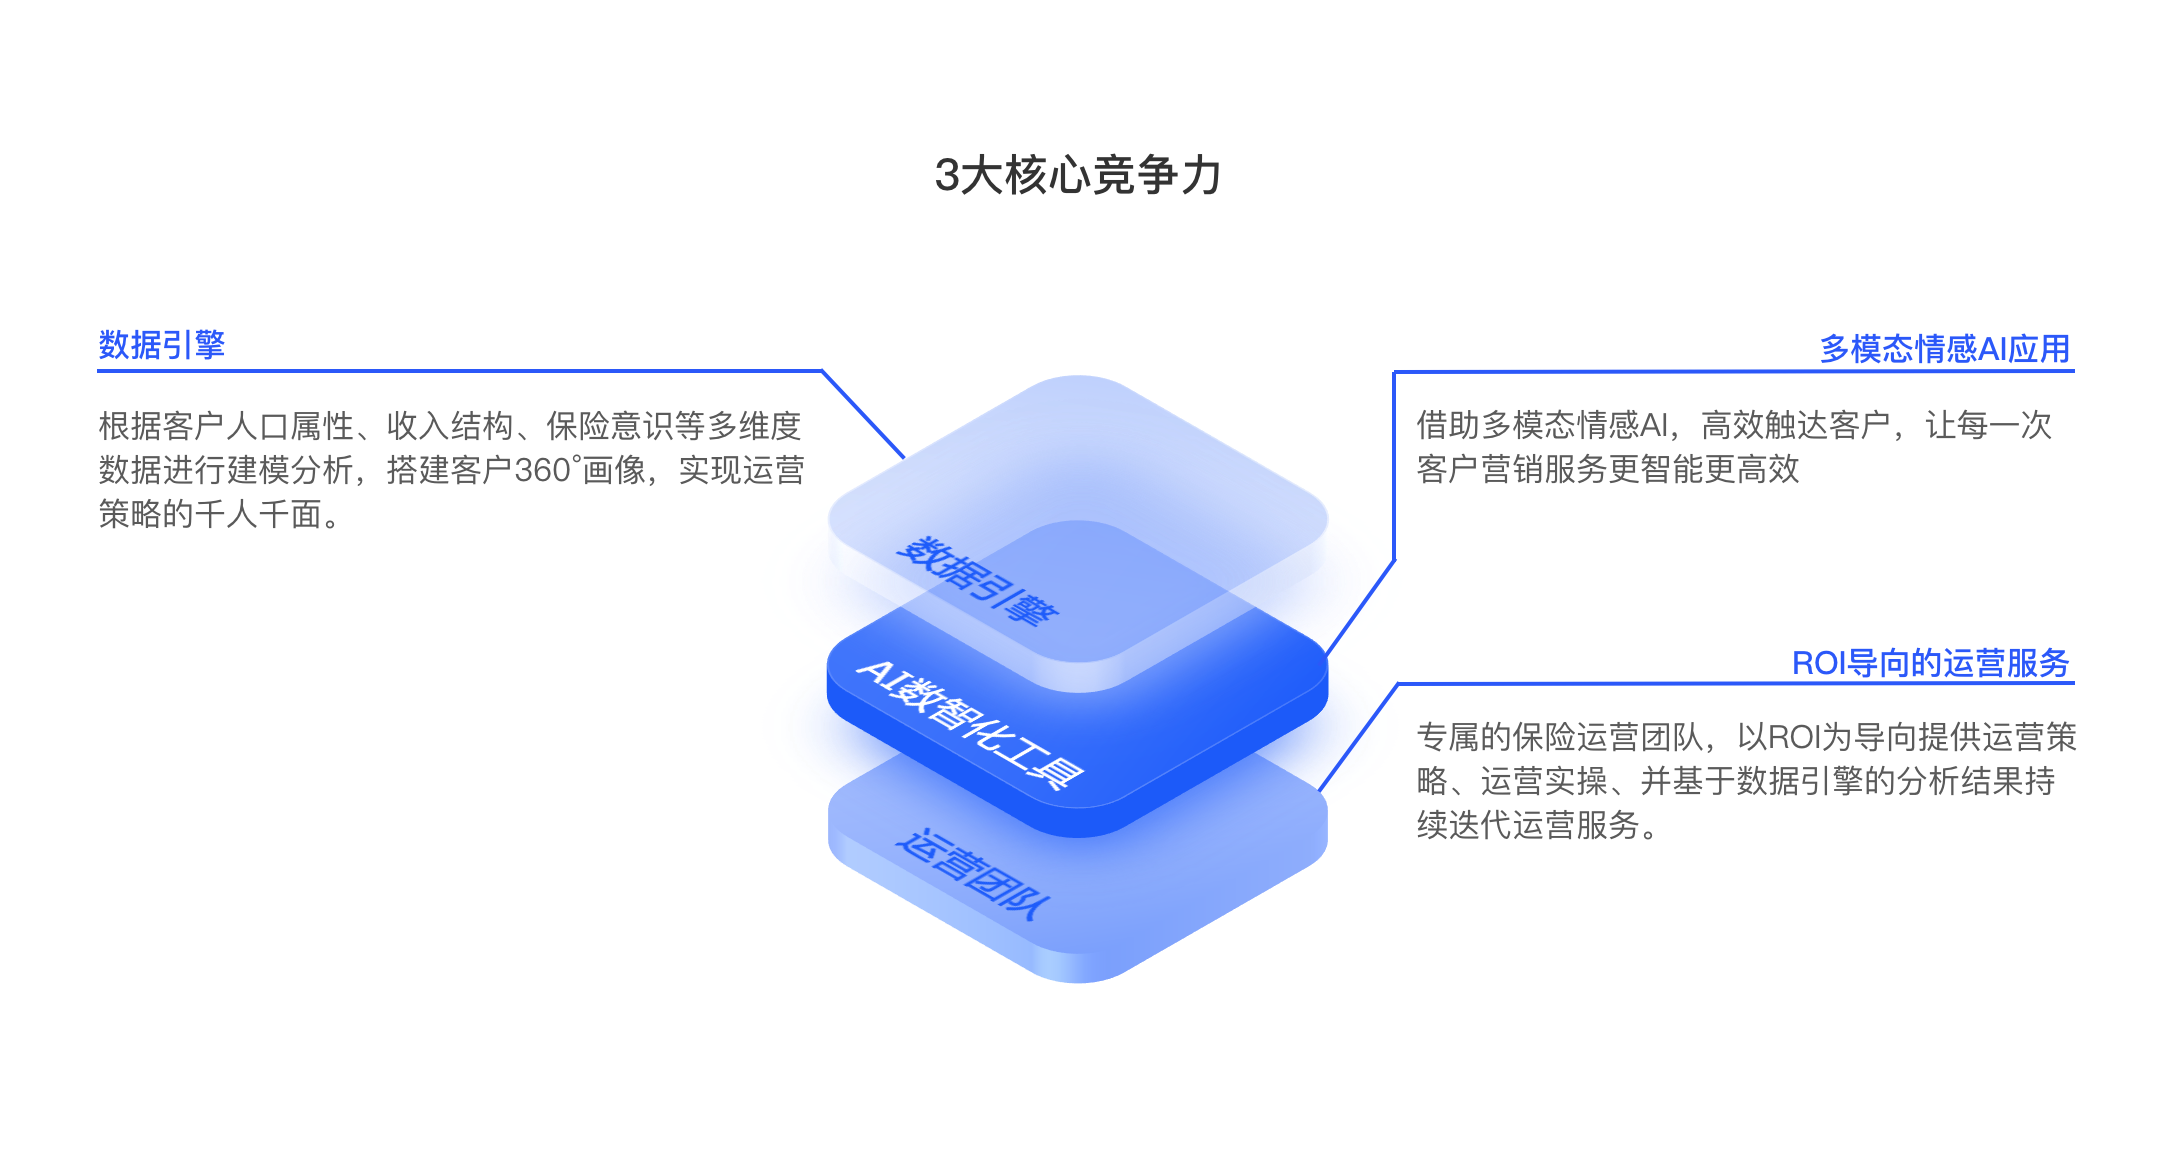 3大核心竞争力
数据引擎
根据客户人口属性、收入结构、保险意识等多维度
数据进行建模分析，搭建客户360°画像，实现运营
策略的千人千面。
多模态情感AI应用
借助多模态情感AI，高效触达客户，让每一次
客户营销服务更智能更高效
ROI导向的运营服务
专属的保险运营团队，以ROI为导向提供运营策
略、运营实操、并基于数据引擎的分析结果持
续迭代运营服务。
数据引擎
AI数智化工具
运营团队